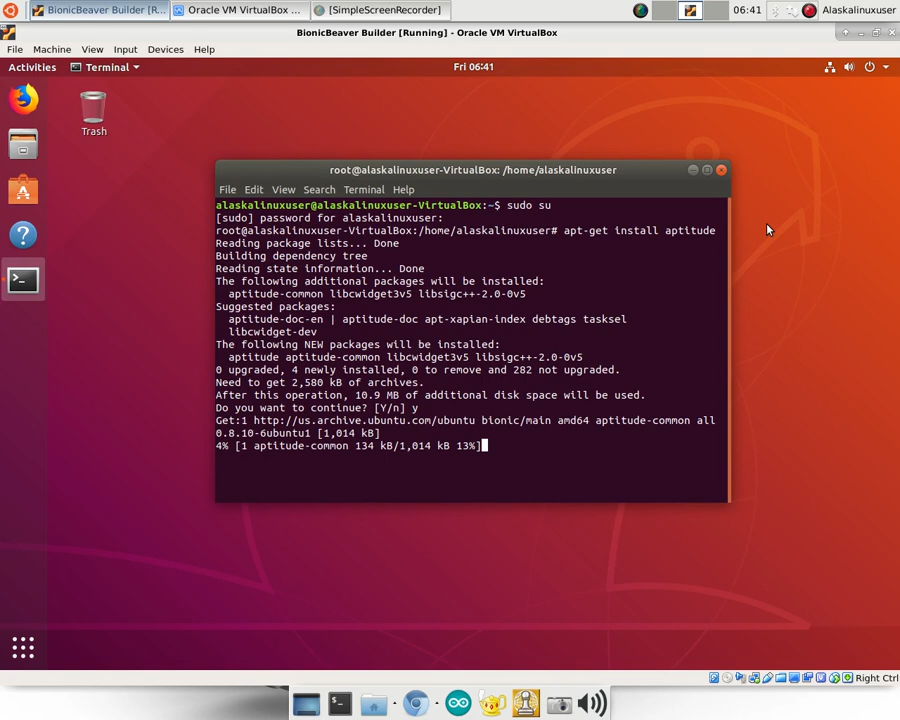 BionicBeaver Builder [R...
Oracle VM VirtualBox ...
[SimpleScreenRecorder]
06:41
Alaskalinuxuser
BionicBeaver Builder [Running] - Oracle VM VirtualBox
File Machine View Input Devices Help
Activities Terminal Fri 06:41
Trash
root@alaskalinuxuser-VirtualBox: /home/alaskalinuxuser
File Edit View Search Terminal Help
alaskalinuxuser@alaskalinuxuser-VirtualBox:~$ sudo su
[sudo] password for alaskalinuxuser:
root@alaskalinuxuser-VirtualBox:/home/alaskalinuxuser# apt-get install aptitude
Reading package lists... Done
Building dependency tree
Reading state information... Done
The following additional packages will be installed:
aptitude-common libcwidget3v5 libsigc++-2.0-0v5
Suggested packages:
aptitude-doc-en | aptitude-doc apt-xapian-index debtags tasksel
libcwidget-dev
The following NEW packages will be installed:
aptitude aptitude-common libcwidget3v5 libsigc++-2.0-0v5
0 upgraded, 4 newly installed, 0 to remove and 282 not upgraded.
Need to get 2,580 kB of archives.
After this operation, 10.9 MB of additional disk space will be used.
Do you want to continue? [Y/n] y
Get:1 http://us.archive.ubuntu.com/ubuntu bionic/main amd64 aptitude-common all
0.8.10-6ubuntu1 [1,014 kB]
4% [1 aptitude-common 134 kB/1,014 kB 13%]
Right Ctrl